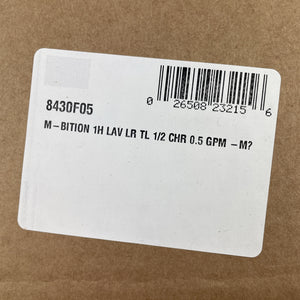 8430F05
0 26508 23215 6
M-BITION 1H LAV LR TL 1/2 CHR 0.5 GPM -M?